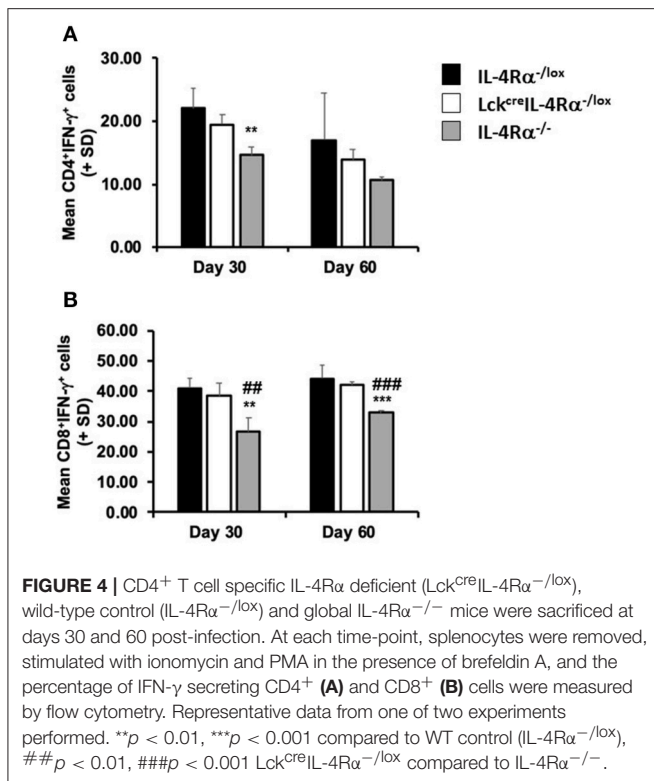 A
30.00
20.00
10.00
0.00
Mean CD4⁺IFN-γ⁺ cells
(+ SD)
**
Day 30
Day 60
IL-4Rα⁻/lox
LckcreIL-4Rα⁻/lox
IL-4Rα⁻/⁻
B
60.00
50.00
40.00
30.00
20.00
10.00
0.00
Mean CD8⁺IFN-γ⁺ cells
(+ SD)
##
**
###
***
Day 30
Day 60
FIGURE 4 | CD4⁺ T cell specific IL-4Rα deficient (LckcreIL-4Rα−/lox),
wild-type control (IL-4Rα−/lox) and global IL-4Rα−/− mice were sacrificed at
days 30 and 60 post-infection. At each time-point, splenocytes were removed,
stimulated with ionomycin and PMA in the presence of brefeldin A, and the
percentage of IFN-γ secreting CD4⁺ (A) and CD8⁺ (B) cells were measured
by flow cytometry. Representative data from one of two experiments
performed. **p < 0.01, ***p < 0.001 compared to WT control (IL-4Rα−/lox),
##p < 0.01, ###p < 0.001 LckcreIL-4Rα−/lox compared to IL-4Rα−/−.